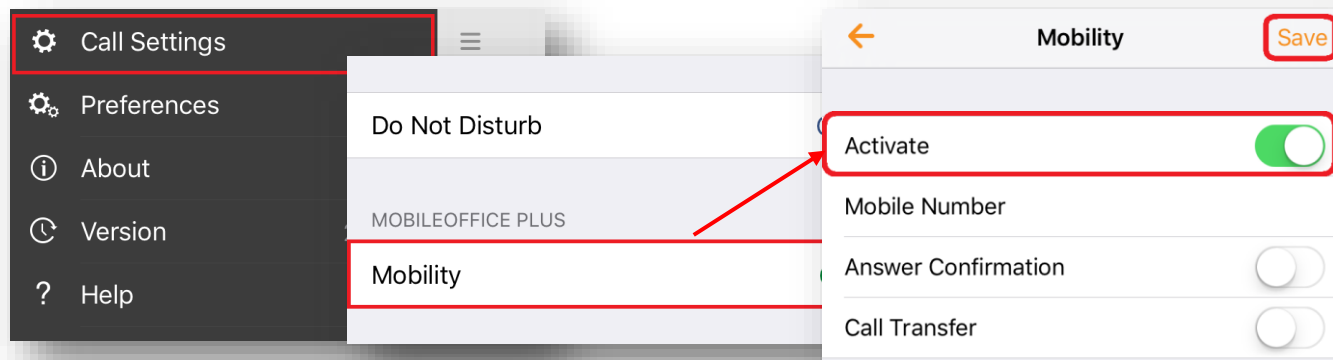 Call Settings
Preferences
About
Version
? Help
Do Not Disturb
MOBILEOFFICE PLUS
Mobility
Mobility
Save
Activate
Mobile Number
Answer Confirmation
Call Transfer